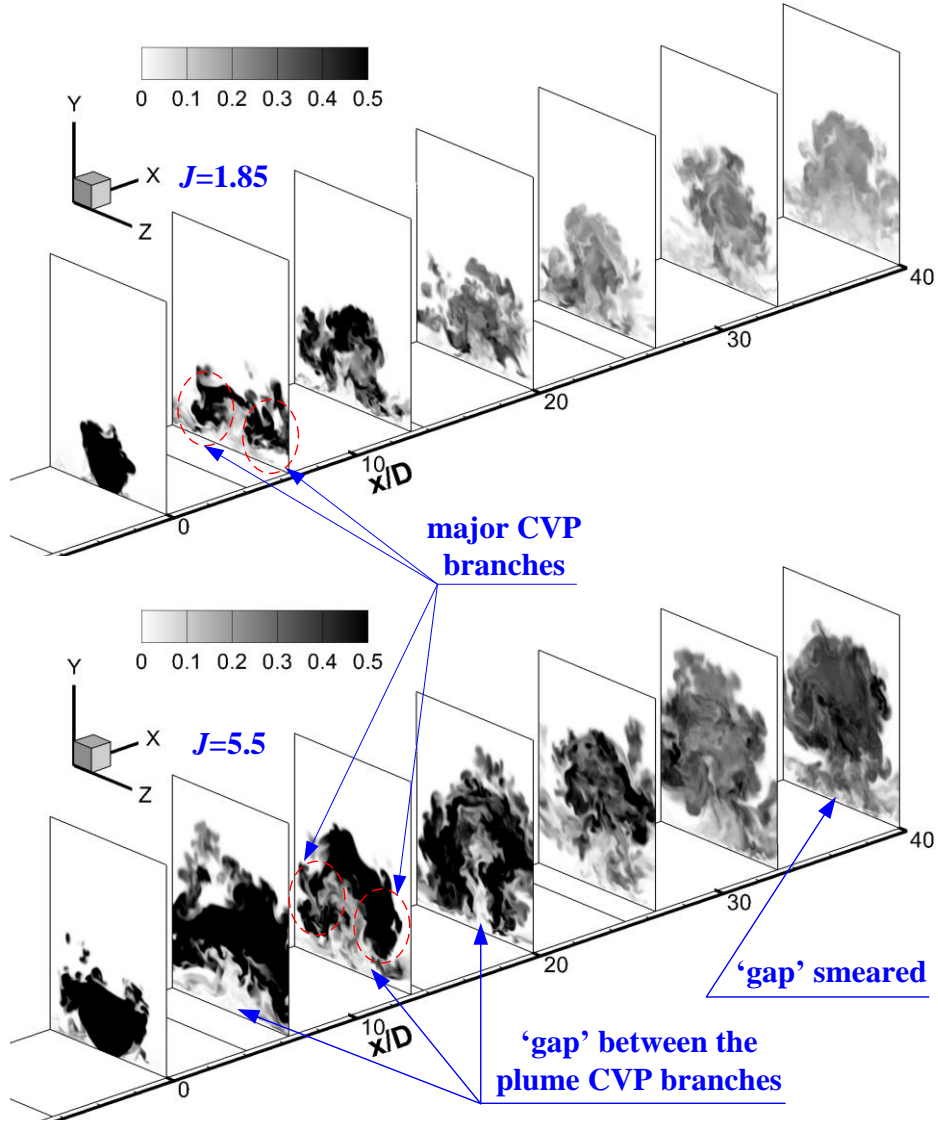 0 0.1 0.2 0.3 0.4 0.5
Y
X
Z
J=1.85
0
10
20
30
40
x/D
major CVP
branches
0 0.1 0.2 0.3 0.4 0.5
Y
X
Z
J=5.5
0
10
20
30
40
x/D
‘gap’ smeared
‘gap’ between the
plume CVP branches